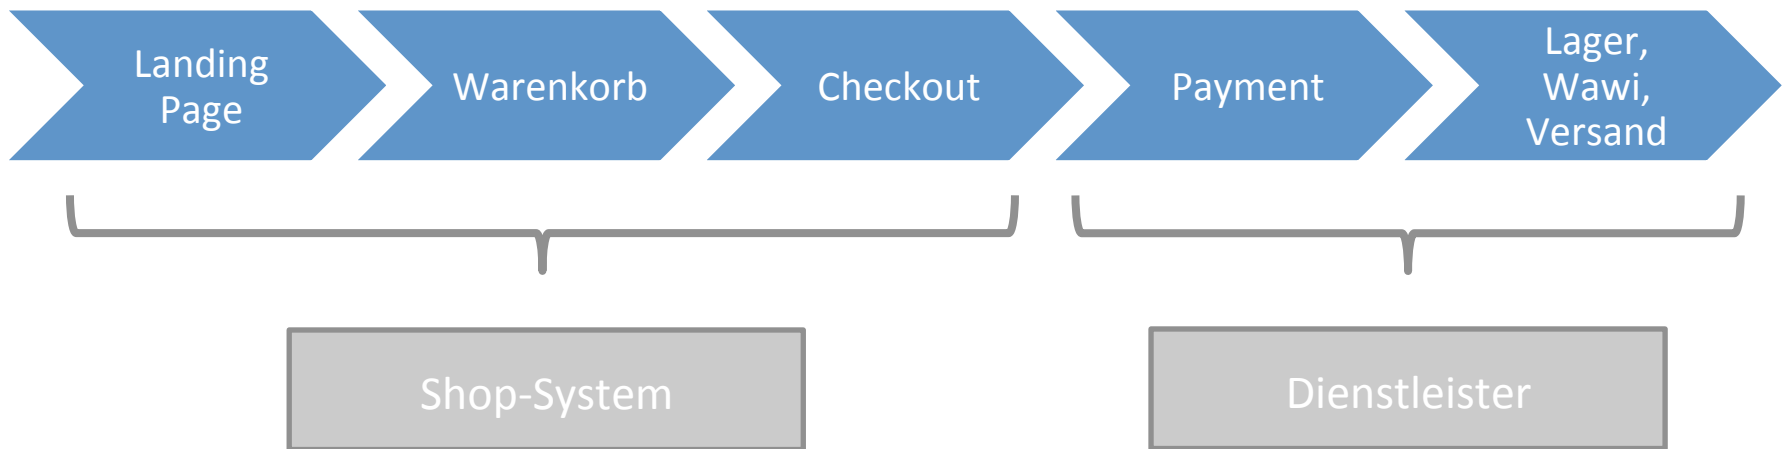 Landing
Page
Warenkorb
Checkout
Payment
Lager,
Wawi,
Versand
Shop-System
Dienstleister